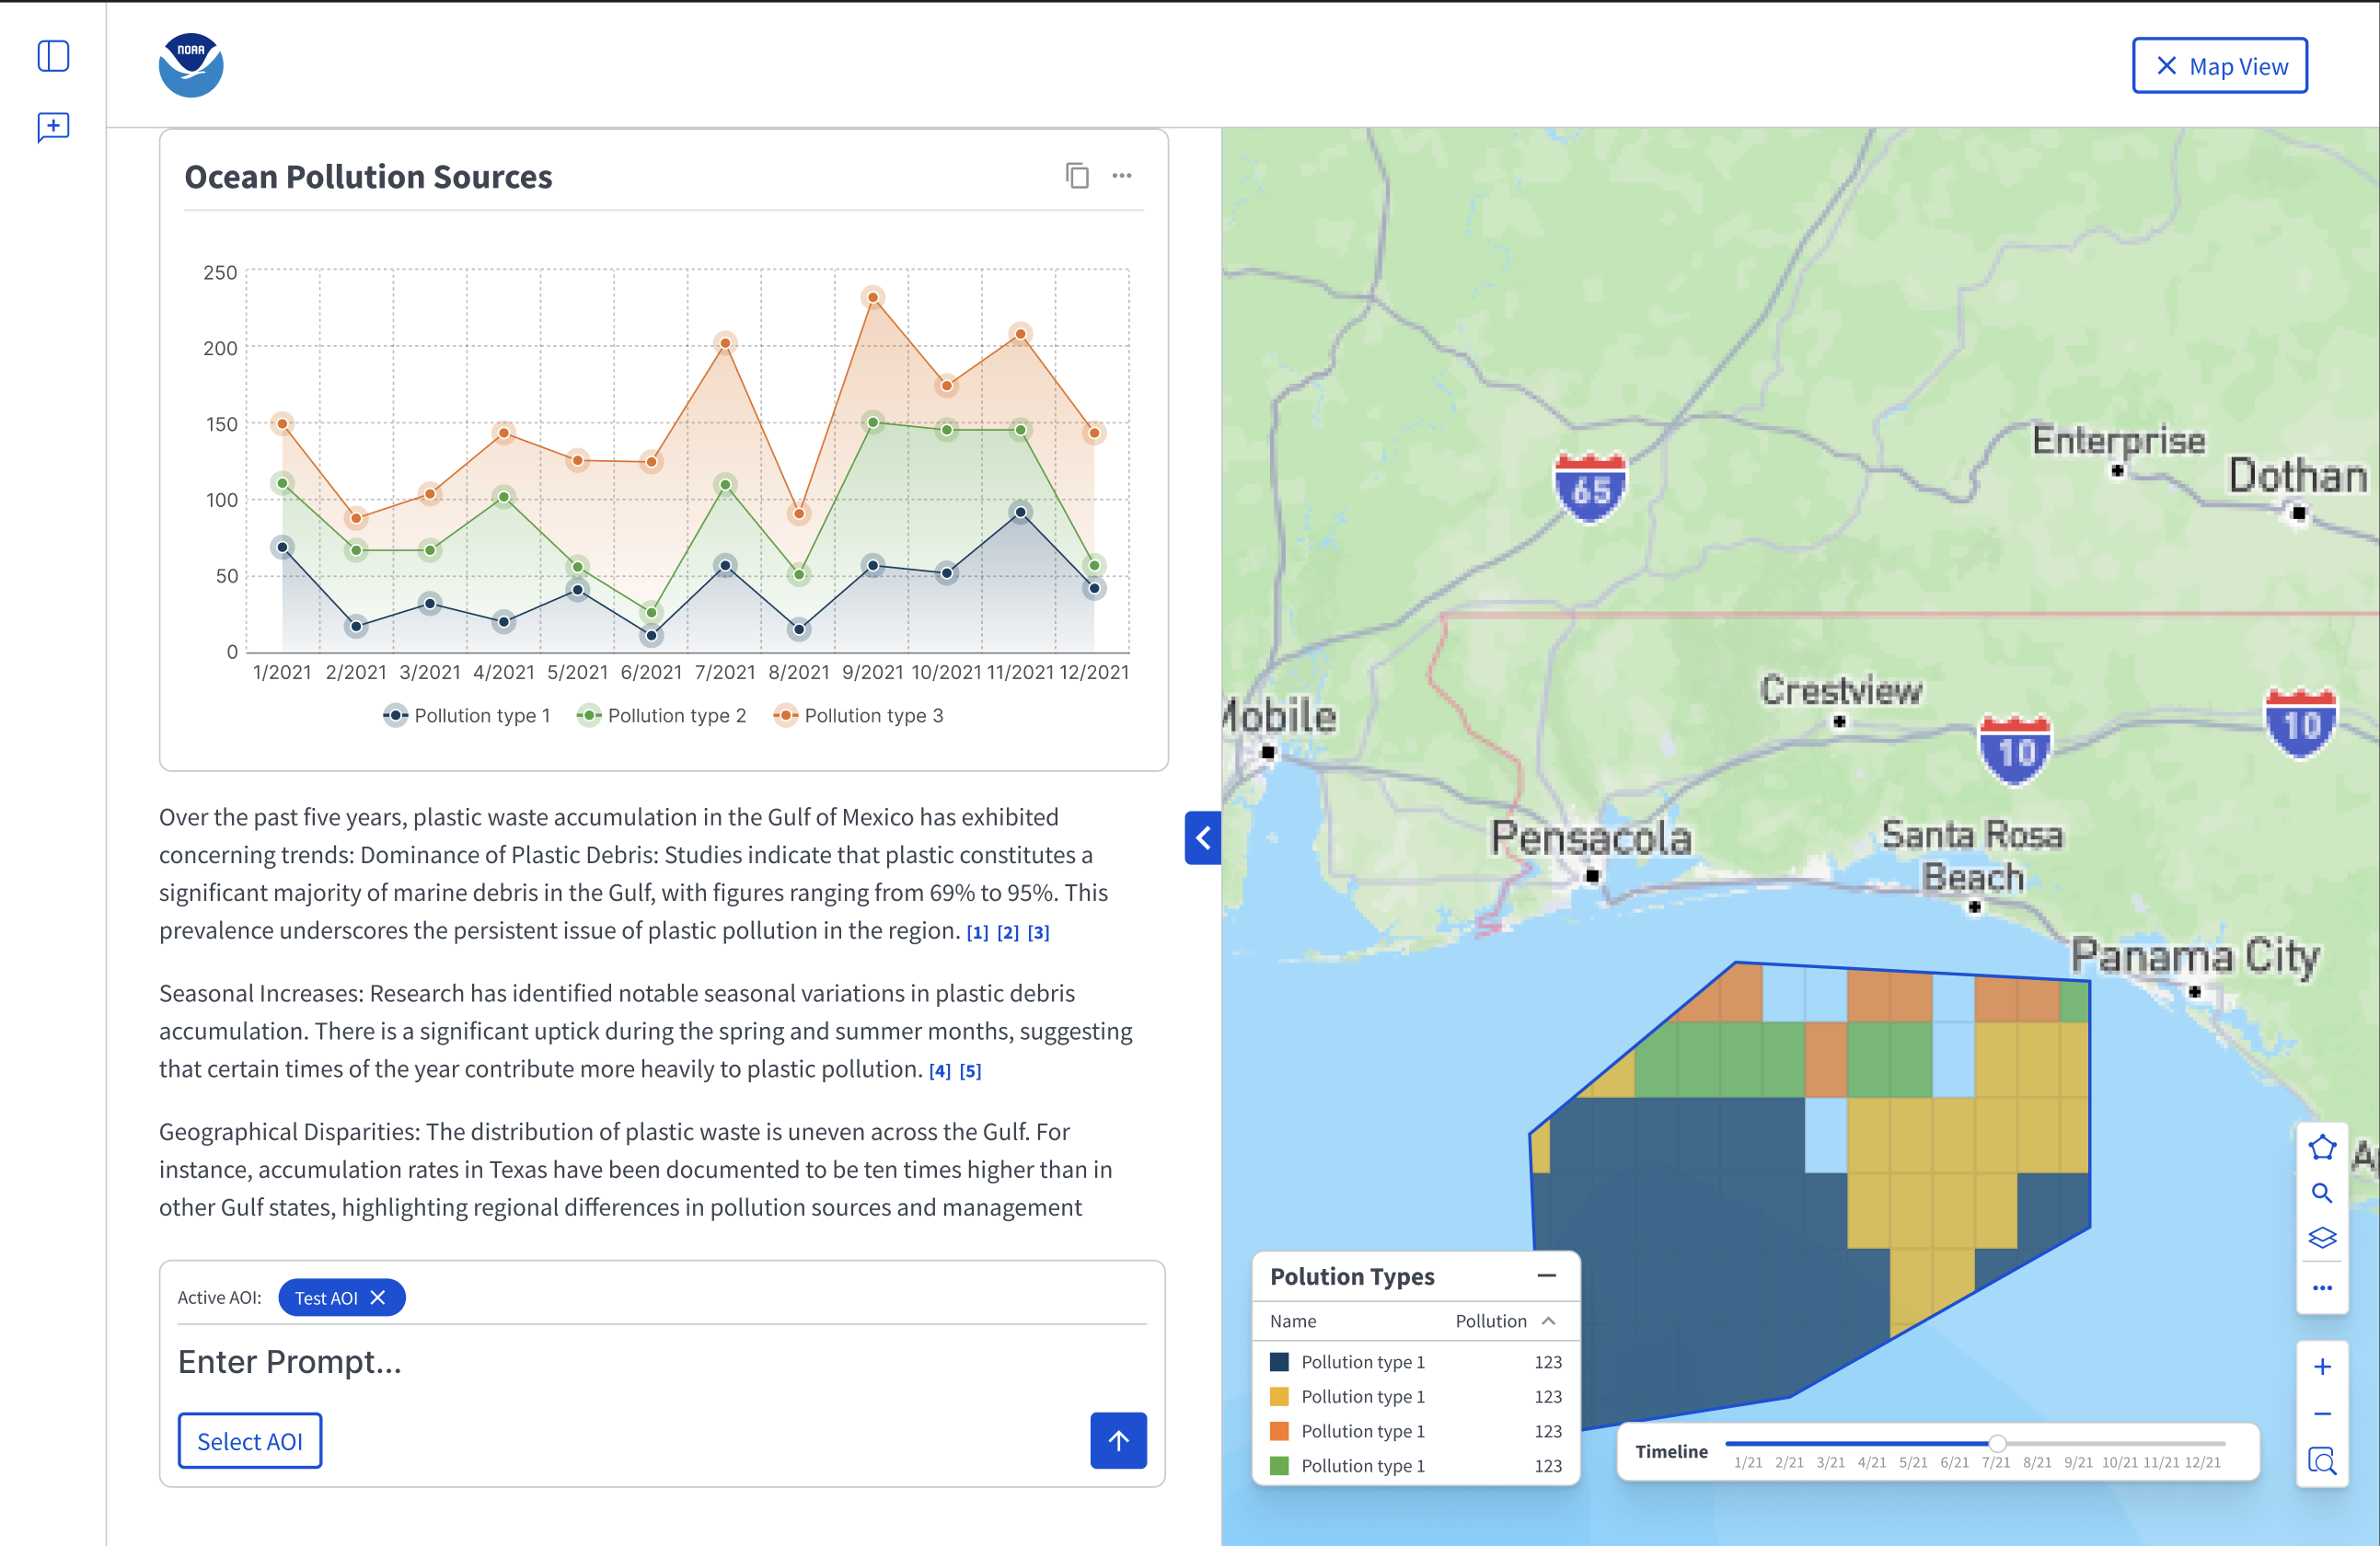 NOAA
Map View
Ocean Pollution Sources
250
200
150
100
50
0
1/2021 2/2021 3/2021 4/2021 5/2021 6/2021 7/2021 8/2021 9/2021 10/2021 11/2021 12/2021
Pollution type 1 Pollution type 2 Pollution type 3
Over the past five years, plastic waste accumulation in the Gulf of Mexico has exhibited
concerning trends: Dominance of Plastic Debris: Studies indicate that plastic constitutes a
significant majority of marine debris in the Gulf, with figures ranging from 69% to 95%. This
prevalence underscores the persistent issue of plastic pollution in the region. [1] [2] [3]
Seasonal Increases: Research has identified notable seasonal variations in plastic debris
accumulation. There is a significant uptick during the spring and summer months, suggesting
that certain times of the year contribute more heavily to plastic pollution. [4] [5]
Geographical Disparities: The distribution of plastic waste is uneven across the Gulf. For
instance, accumulation rates in Texas have been documented to be ten times higher than in
other Gulf states, highlighting regional differences in pollution sources and management
Active AOI: Test AOI
Enter Prompt...
Select AOI
Enterprise
Dothan
65
Crestview
10
10
Mobile
Pensacola
Santa Rosa
Beach
Panama City
A
Polution Types
Name Pollution
Pollution type 1 123
Pollution type 1 123
Pollution type 1 123
Pollution type 1 123
Timeline
1/21 2/21 3/21 4/21 5/21 6/21 7/21 8/21 9/21 10/21 11/21 12/21